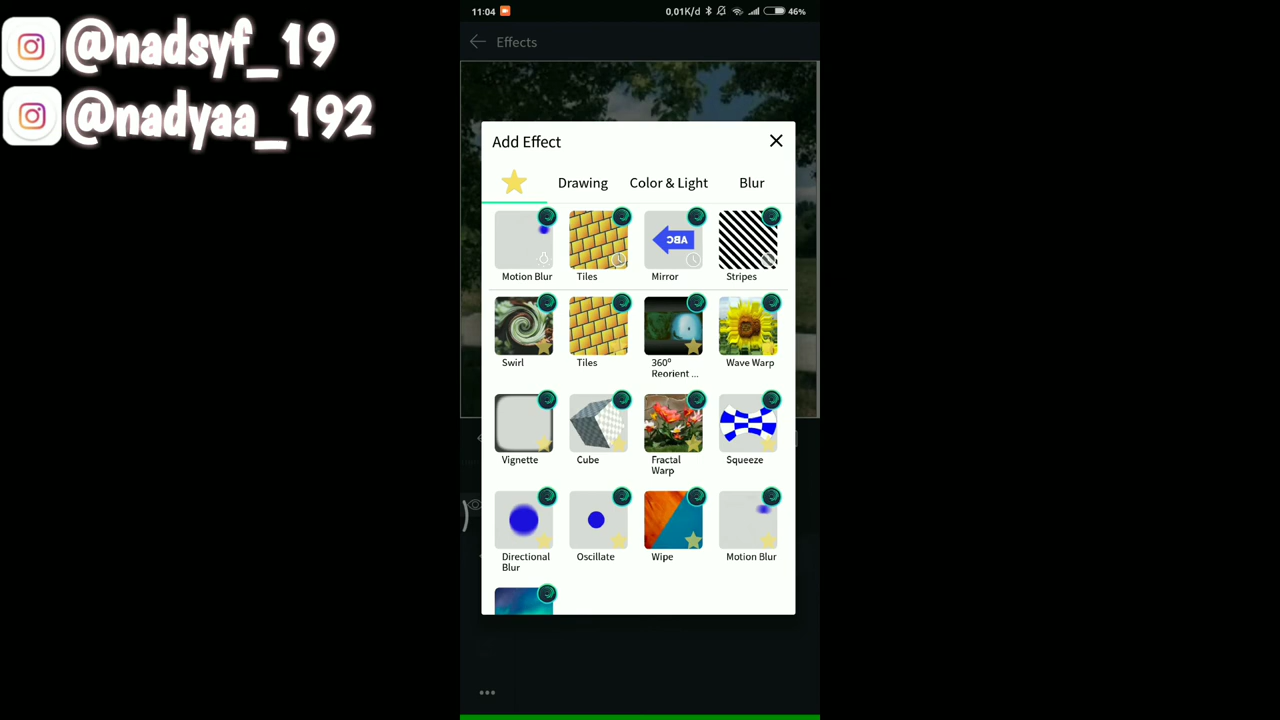 @nadsyf_19
@nadyaa_192
11:04
0,01K/d
46%
Effects
Add Effect
Drawing
Color & Light
Blur
Motion Blur
Tiles
ABC
Mirror
Stripes
Swirl
Tiles
360º
Reorient ...
Wave Warp
Vignette
Cube
Fractal
Warp
Squeeze
Directional
Blur
Oscillate
Wipe
Motion Blur